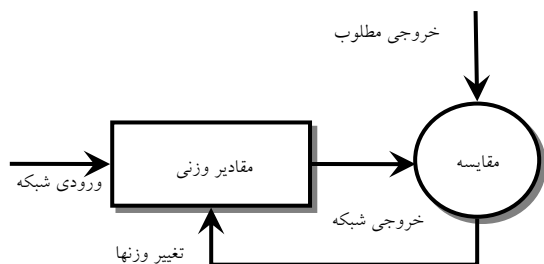 خروجی مطلوب
مقادیر وزنی
مقایسه
ورودی شبکه
خروجی شبکه
تغییر وزنها